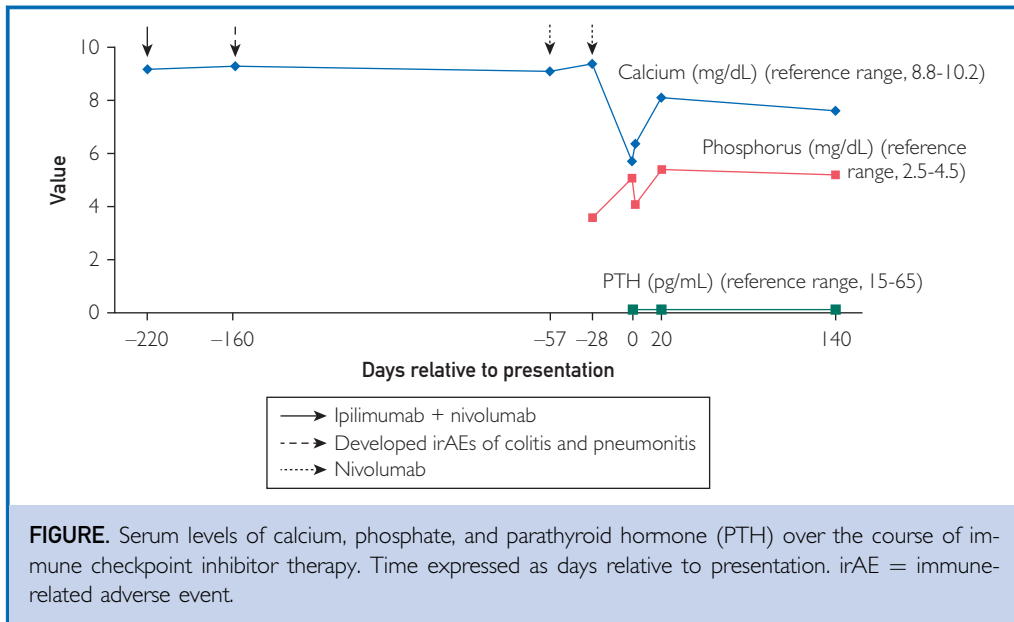 10
8
6
4
2
0
Value
Calcium (mg/dL) (reference range, 8.8-10.2)
Phosphorus (mg/dL) (reference
range, 2.5-4.5)
PTH (pg/mL) (reference range, 15-65)
–220 –160 –57 –28 0 20 140
Days relative to presentation
Ipilimumab + nivolumab
Developed irAEs of colitis and pneumonitis
Nivolumab
FIGURE. Serum levels of calcium, phosphate, and parathyroid hormone (PTH) over the course of im-
mune checkpoint inhibitor therapy. Time expressed as days relative to presentation. irAE = immune-
related adverse event.